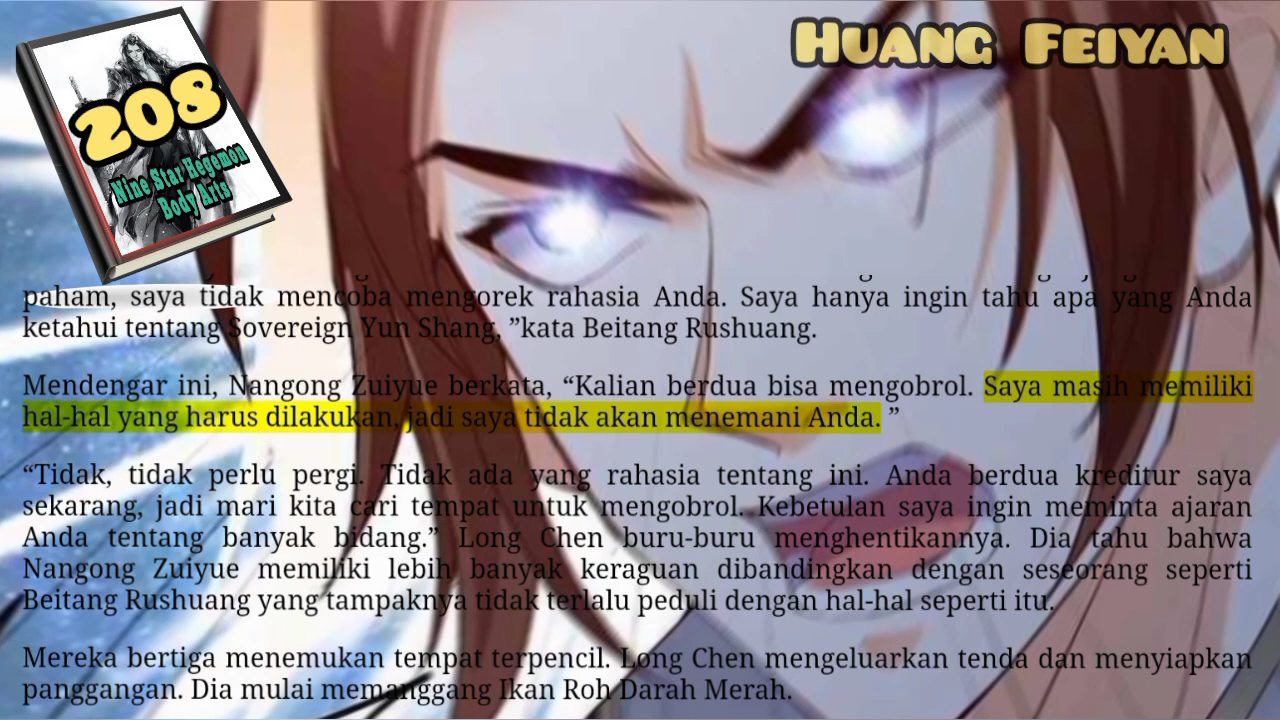 HUANG FEIYAN
208
Nine Star Hegemon
Body Arts
paham, saya tidak mencoba mengorek rahasia Anda. Saya hanya ingin tahu apa yang Anda
ketahui tentang Sovereign Yun Shang, ”kata Beitang Rushuang.
Mendengar ini, Nangong Zuiyue berkata, “Kalian berdua bisa mengobrol. Saya masih memiliki
hal-hal yang harus dilakukan, jadi saya tidak akan menemani Anda. ”
“Tidak, tidak perlu pergi. Tidak ada yang rahasia tentang ini. Anda berdua kreditur saya
sekarang, jadi mari kita cari tempat untuk mengobrol. Kebetulan saya ingin meminta ajaran
Anda tentang banyak bidang.” Long Chen buru-buru menghentikannya. Dia tahu bahwa
Nangong Zuiyue memiliki lebih banyak keraguan dibandingkan dengan seseorang seperti
Beitang Rushuang yang tampaknya tidak terlalu peduli dengan hal-hal seperti itu.
Mereka bertiga menemukan tempat terpencil. Long Chen mengeluarkan tenda dan menyiapkan
panggangan. Dia mulai memanggang Ikan Roh Darah Merah.